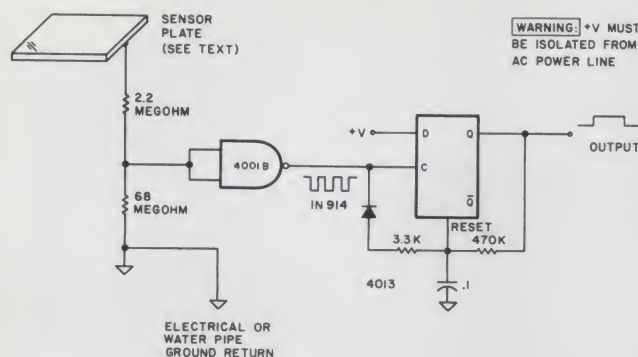 SENSOR
PLATE
(SEE TEXT)
WARNING: +V MUST
BE ISOLATED FROM
AC POWER LINE
2.2
MEGOHM
+V
D
Q
4001B
C
OUTPUT
IN914
Q̅
68
MEGOHM
RESET
3.3K
470K
4013
.1
ELECTRICAL OR
WATER PIPE
GROUND RETURN